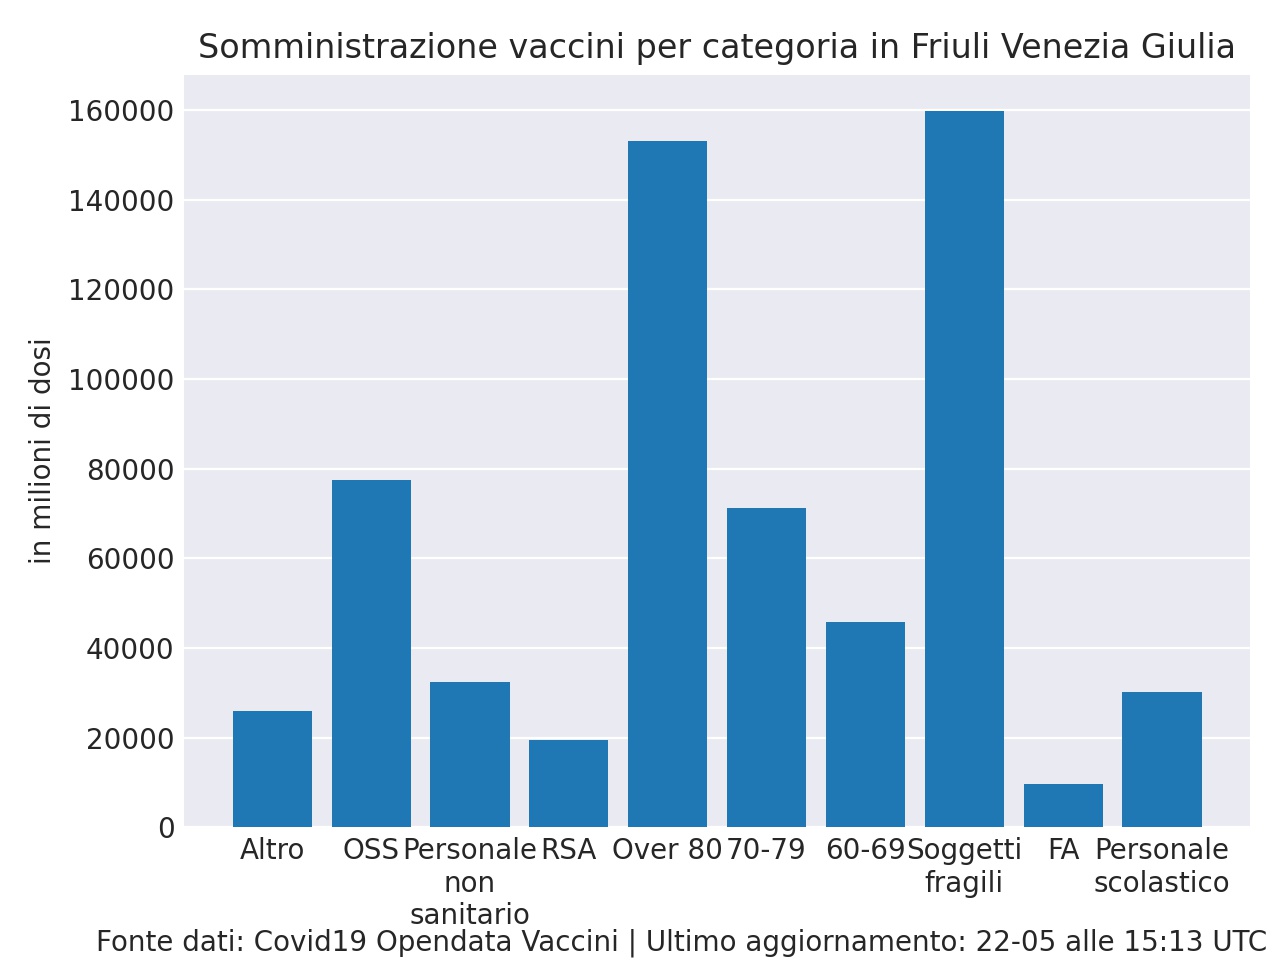 Somministrazione vaccini per categoria in Friuli Venezia Giulia
160000
140000
120000
100000
80000
60000
40000
20000
0
in milioni di dosi
Altro
OSS
Personale
non
sanitario
RSA
Over 80
70-79
60-69
Soggetti
fragili
FA
Personale
scolastico
Fonte dati: Covid19 Opendata Vaccini | Ultimo aggiornamento: 22-05 alle 15:13 UTC